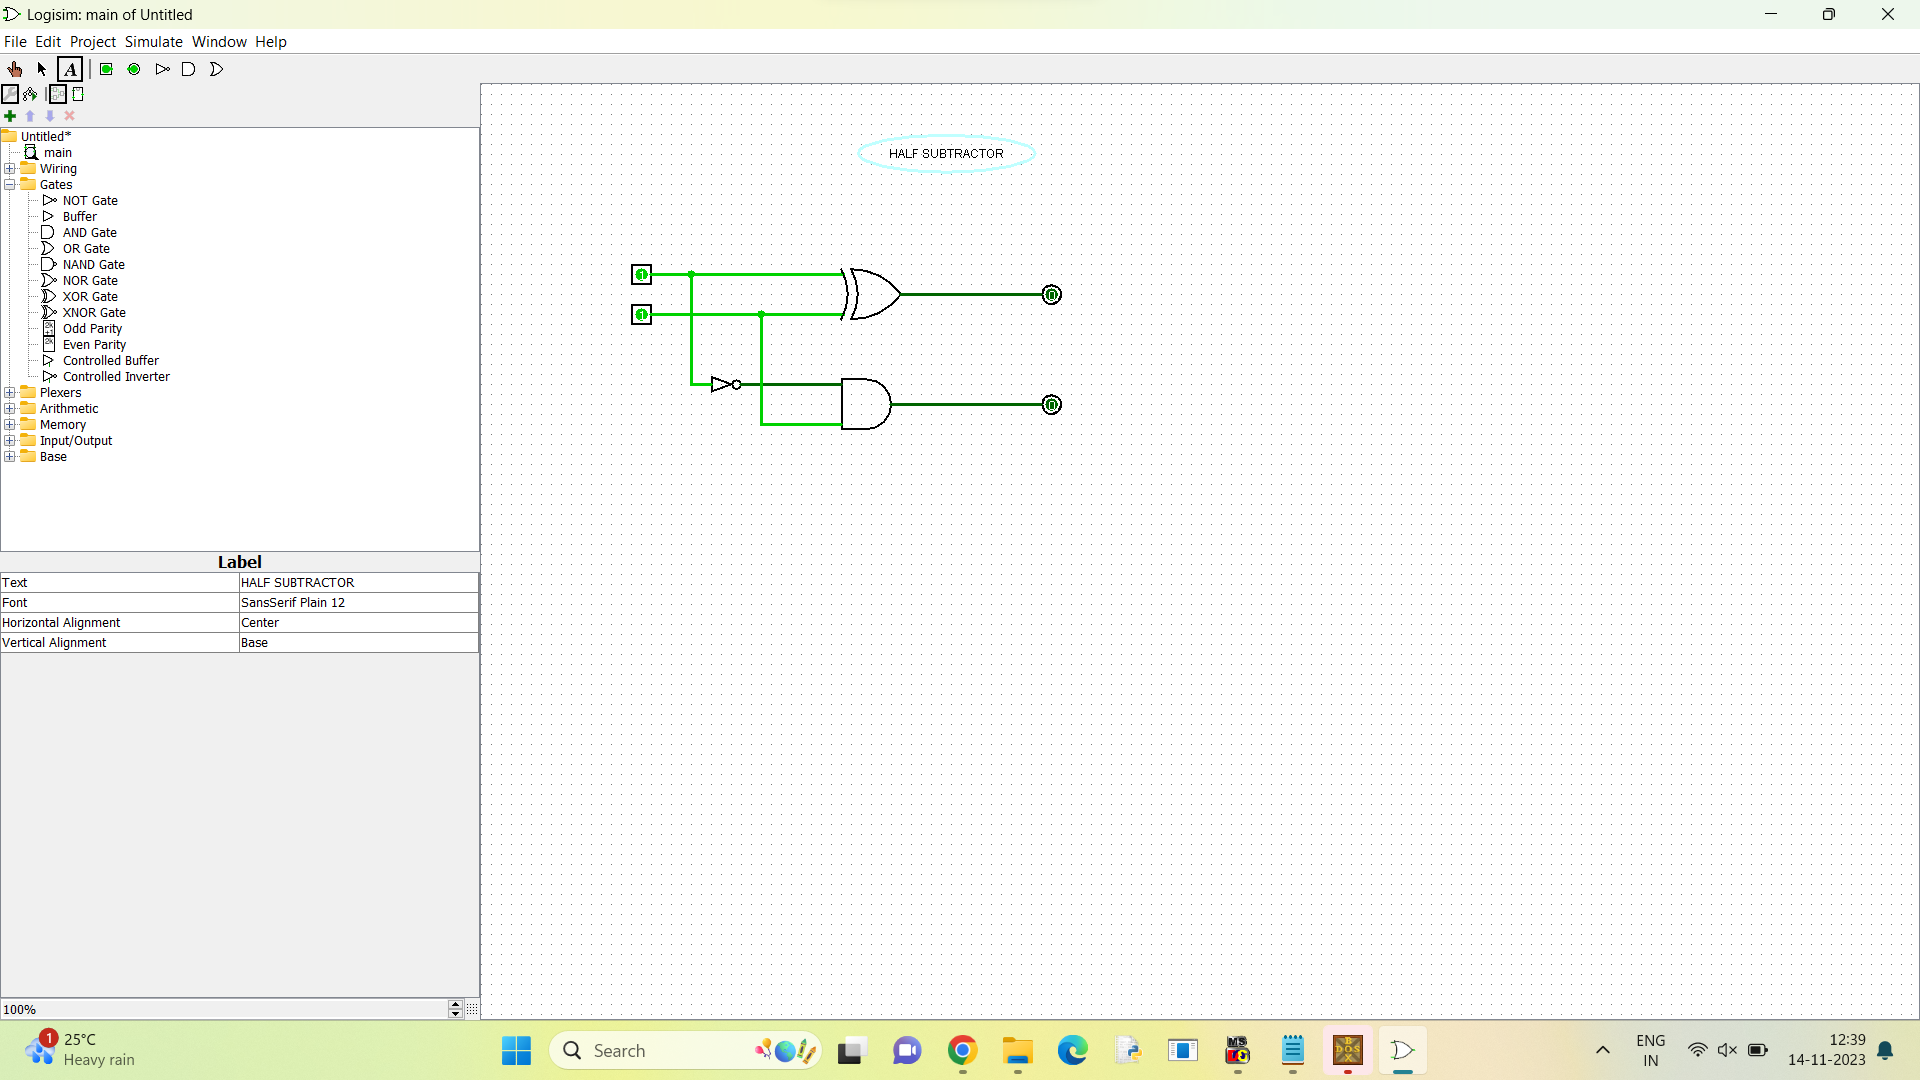 Logisim: main of Untitled
File Edit Project Simulate Window Help
A
Untitled*
main
Wiring
Gates
NOT Gate
Buffer
AND Gate
OR Gate
NAND Gate
NOR Gate
XOR Gate
XNOR Gate
Odd Parity
Even Parity
Controlled Buffer
Controlled Inverter
Plexers
Arithmetic
Memory
Input/Output
Base
Label
Text HALF SUBTRACTOR
Font SansSerif Plain 12
Horizontal Alignment Center
Vertical Alignment Base
100%
HALF SUBTRACTOR
1
1
0
0
1
25°C
Heavy rain
Search
ENG
IN
12:39
14-11-2023